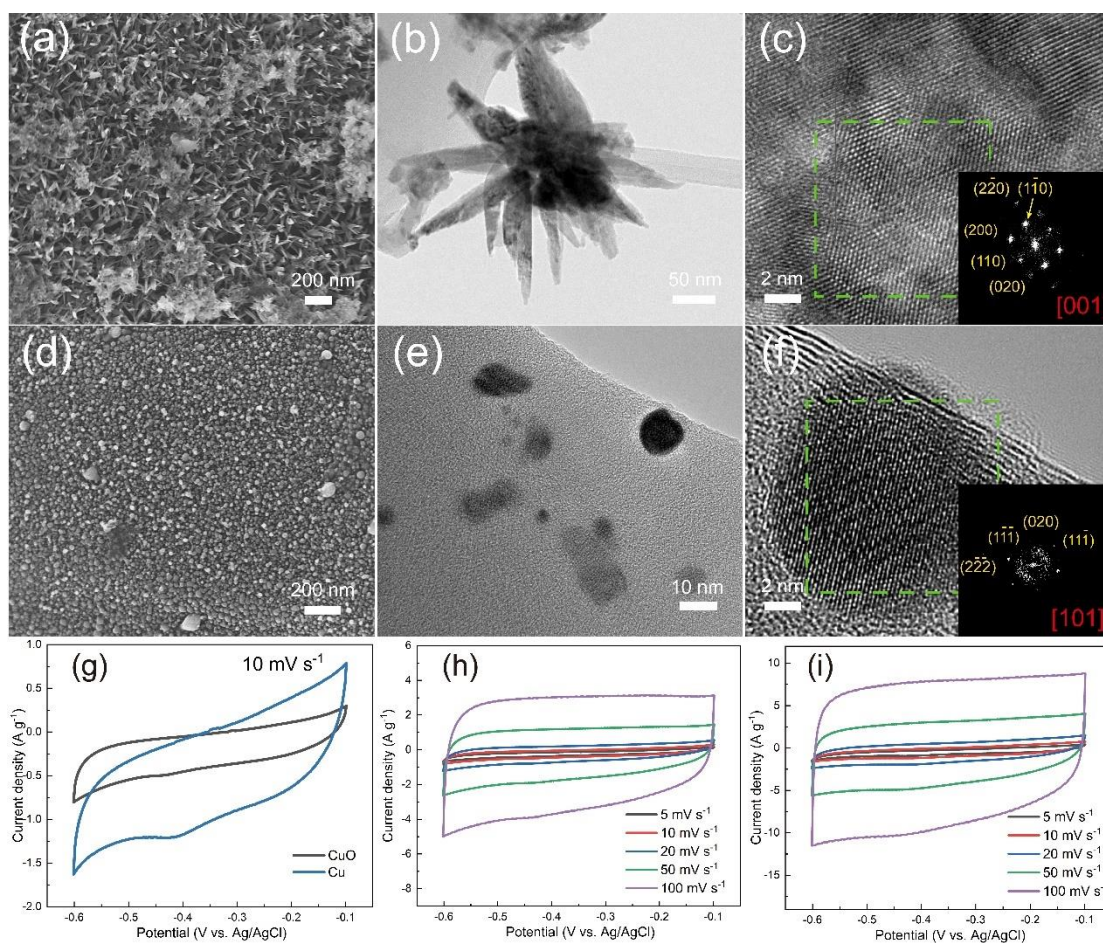 (a)
200 nm
(b)
50 nm
(c)
(22̄0) (11̄0)
(200)
(110)
(020)
2 nm
[001]
(d)
200 nm
(e)
10 nm
(f)
(020)
(11̄1̄) (111̄)
(22̄2̄)
2 nm
[101]
(g)
10 mV s⁻¹
Current density (A g⁻¹)
1.0
0.5
0.0
-0.5
-1.0
-1.5
-2.0
CuO
Cu
-0.6 -0.5 -0.4 -0.3 -0.2 -0.1
Potential (V vs. Ag/AgCl)
(h)
Current density (A g⁻¹)
6
4
2
0
-2
-4
-6
-8
5 mV s⁻¹
10 mV s⁻¹
20 mV s⁻¹
50 mV s⁻¹
100 mV s⁻¹
-0.6 -0.5 -0.4 -0.3 -0.2 -0.1
Potential (V vs. Ag/AgCl)
(i)
Current density (A g⁻¹)
10
5
0
-5
-10
-15
5 mV s⁻¹
10 mV s⁻¹
20 mV s⁻¹
50 mV s⁻¹
100 mV s⁻¹
-0.6 -0.5 -0.4 -0.3 -0.2 -0.1
Potential (V vs. Ag/AgCl)